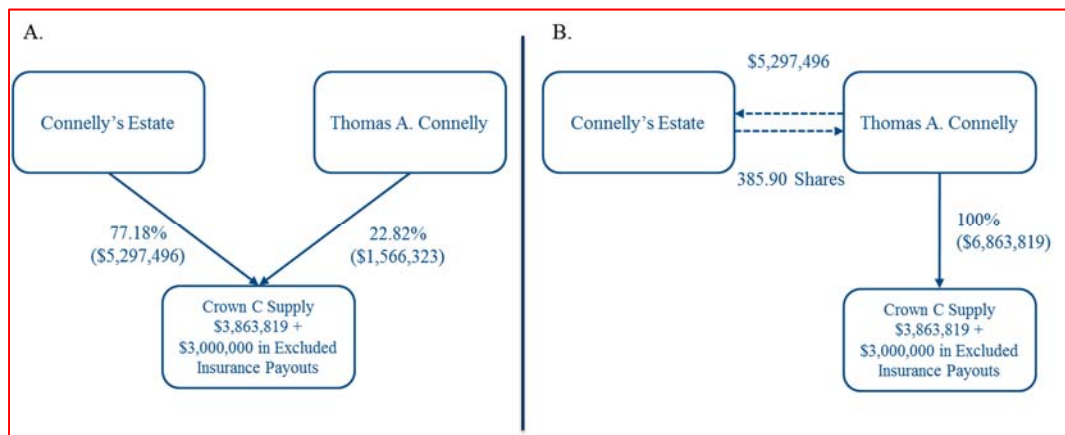 A.
Connelly's Estate
Thomas A. Connelly
77.18%
($5,297,496)
22.82%
($1,566,323)
Crown C Supply
$3,863,819 +
$3,000,000 in Excluded
Insurance Payouts
B.
$5,297,496
Connelly's Estate
Thomas A. Connelly
385.90 Shares
100%
($6,863,819)
Crown C Supply
$3,863,819 +
$3,000,000 in Excluded
Insurance Payouts